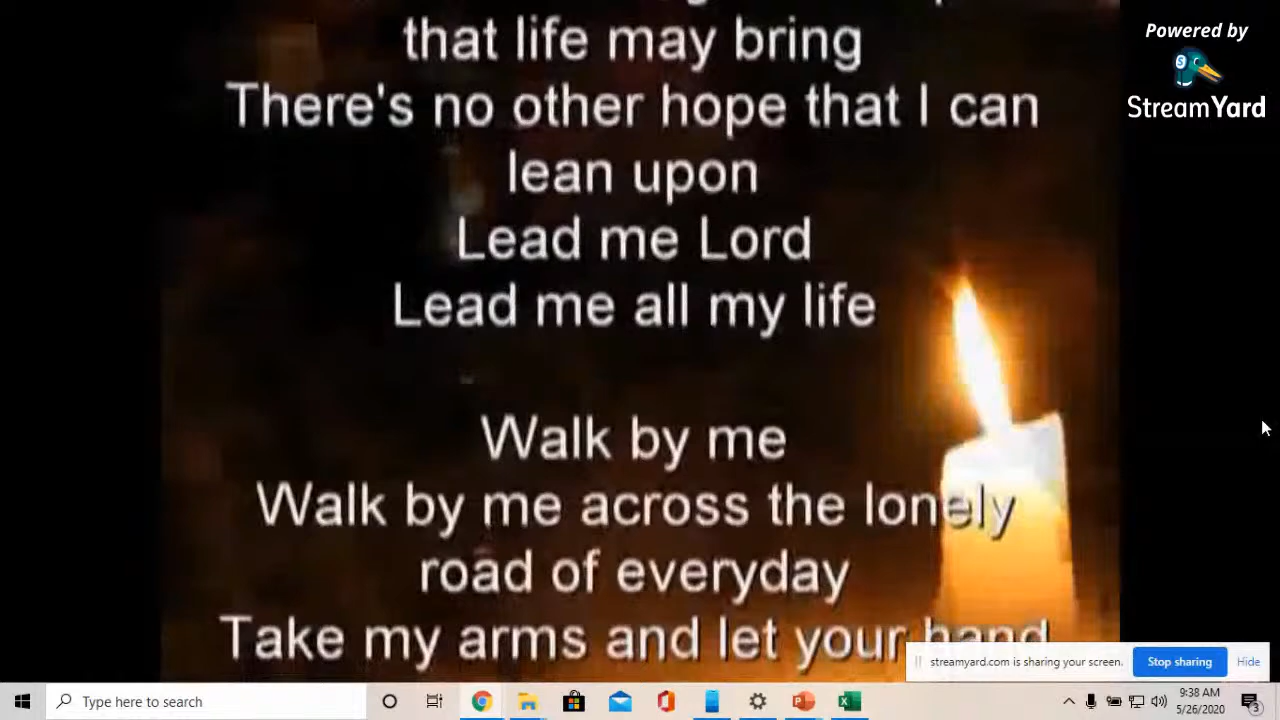 that life may bring
There's no other hope that I can
lean upon
Lead me Lord
Lead me all my life
Walk by me
Walk by me across the lonely
road of everyday
Take my arms and let your hand
Powered by
StreamYard
streamyard.com is sharing your screen.
Stop sharing
Hide
Type here to search
9:38 AM
5/26/2020
3